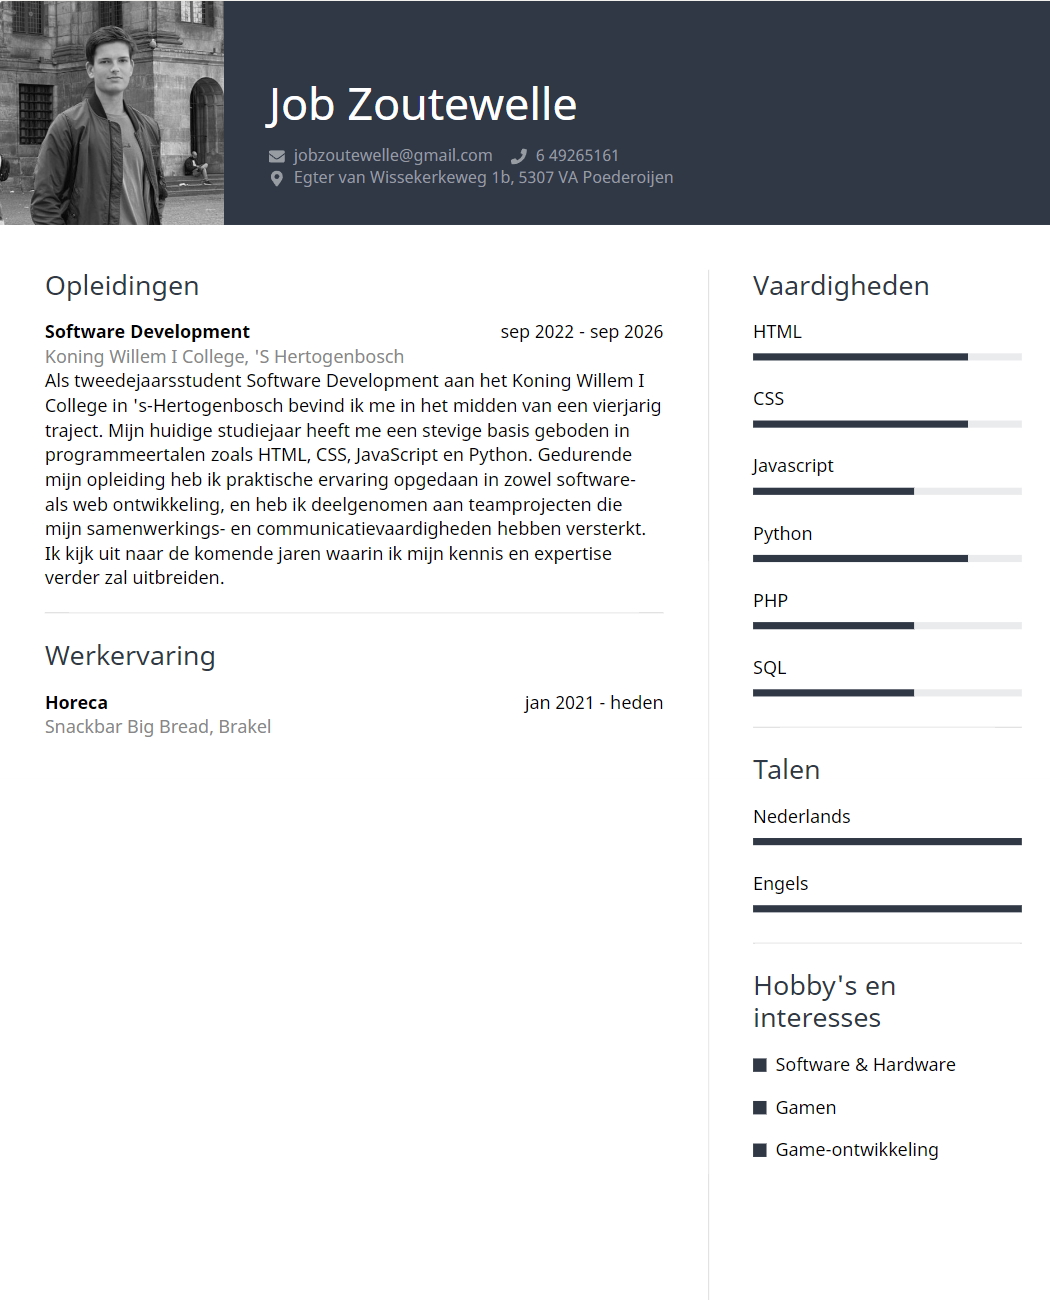 Job Zoutewelle
jobzoutewelle@gmail.com 6 49265161
Egter van Wissekerkeweg 1b, 5307 VA Poederoijen
Opleidingen
Software Development sep 2022 - sep 2026
Koning Willem I College, 'S Hertogenbosch
Als tweedejaarsstudent Software Development aan het Koning Willem I
College in 's-Hertogenbosch bevind ik me in het midden van een vierjarig
traject. Mijn huidige studiejaar heeft me een stevige basis geboden in
programmeertalen zoals HTML, CSS, JavaScript en Python. Gedurende
mijn opleiding heb ik praktische ervaring opgedaan in zowel software-
als web ontwikkeling, en heb ik deelgenomen aan teamprojecten die
mijn samenwerkings- en communicatievaardigheden hebben versterkt.
Ik kijk uit naar de komende jaren waarin ik mijn kennis en expertise
verder zal uitbreiden.
Werkervaring
Horeca jan 2021 - heden
Snackbar Big Bread, Brakel
Vaardigheden
HTML
CSS
Javascript
Python
PHP
SQL
Talen
Nederlands
Engels
Hobby's en
interesses
Software & Hardware
Gamen
Game-ontwikkeling